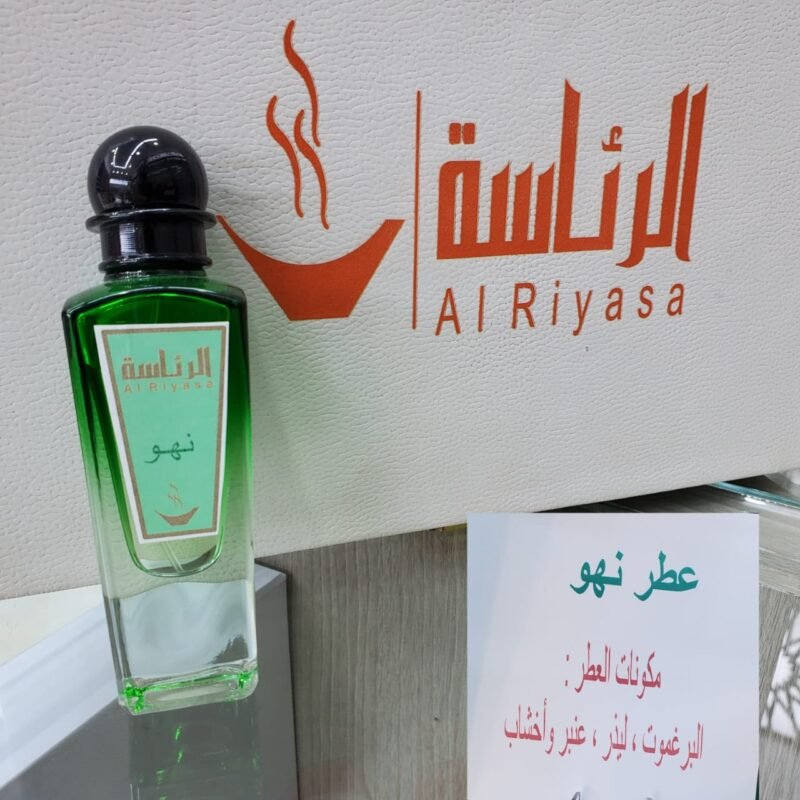 الرئاسة
Al Riyasa
الرئاسة
Al Riyasa
نهو
عطر نهو
مكونات العطر :
البرغموت ، ليذر ، عنبر وأخشاب